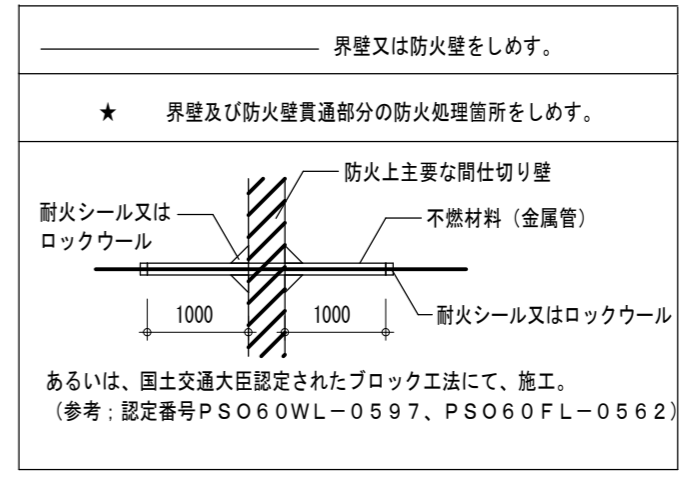 界壁又は防火壁をしめす。
★ 界壁及び防火壁貫通部分の防火処理箇所をしめす。
防火上主要な間仕切り壁
耐火シール又は
ロックウール
不燃材料（金属管）
1000
1000
耐火シール又はロックウール
あるいは、国土交通大臣認定されたブロック工法にて、施工。
（参考；認定番号ＰＳＯ６０ＷＬ－０５９７、ＰＳＯ６０ＦＬ－０５６２）